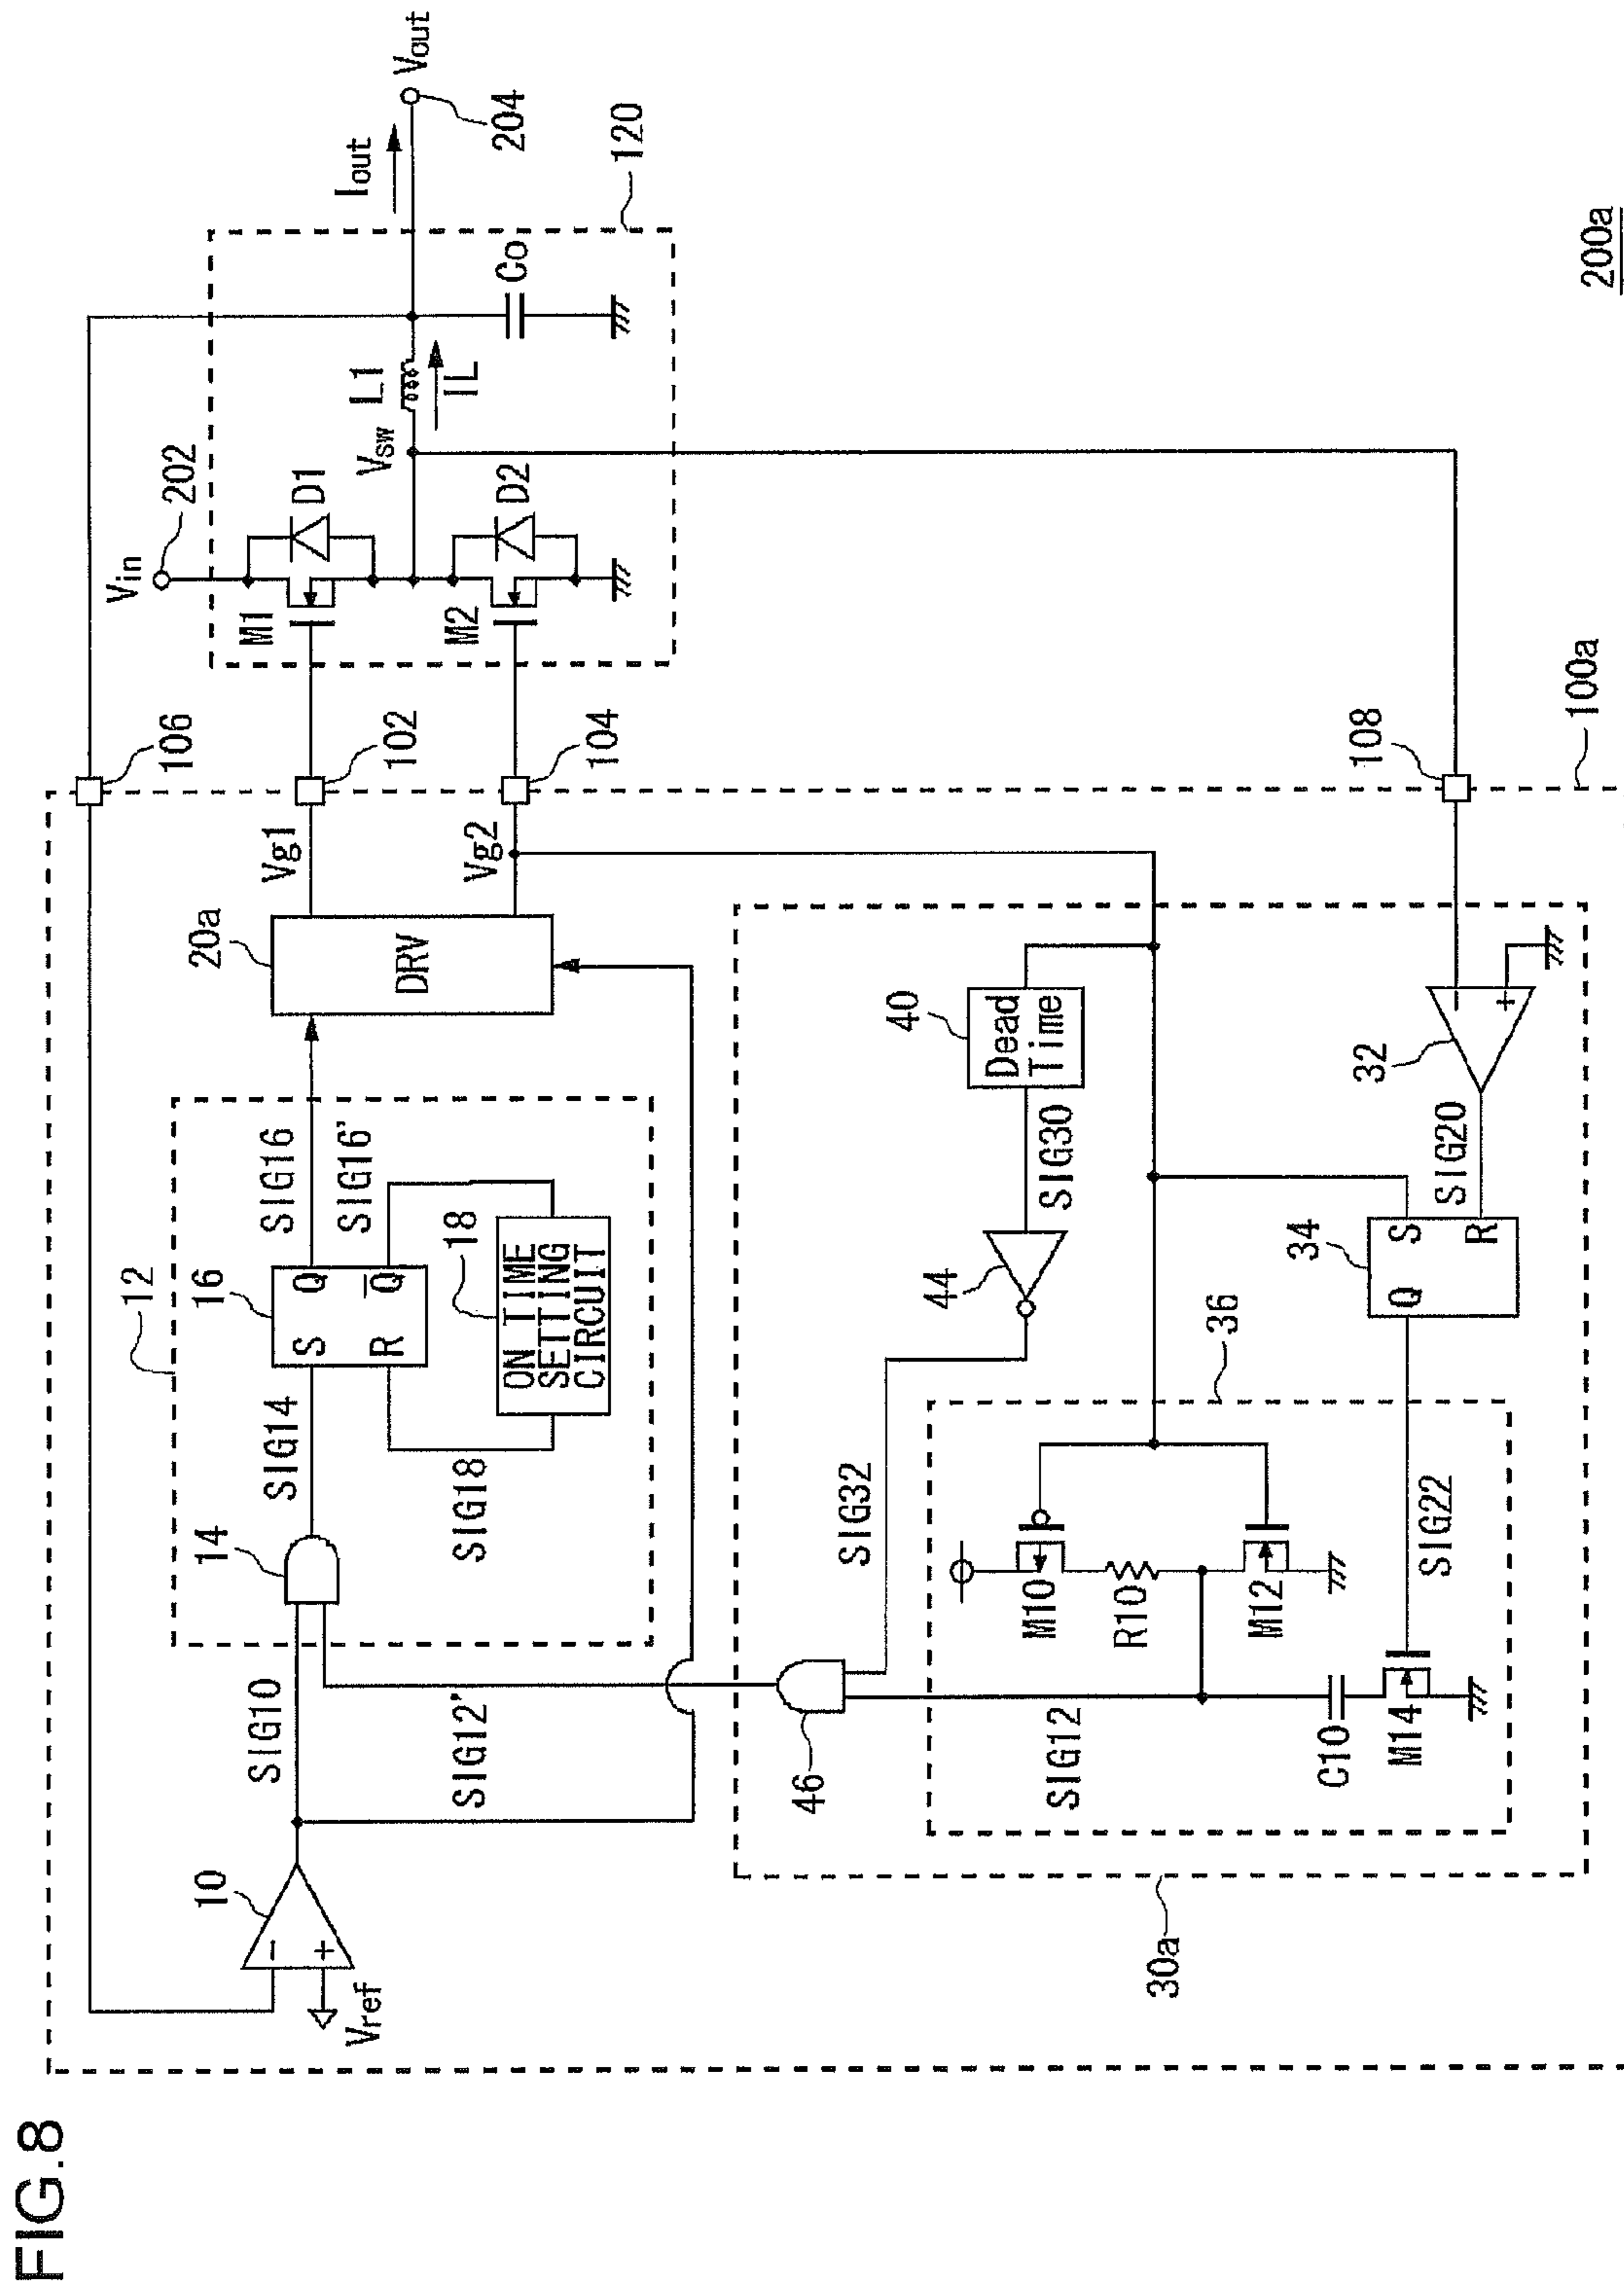 FIG.8
Vin
202
Vsw
L1
IL
Iout
Vout
204
M1
D1
M2
D2
Co
120
106
102
104
Vg1
Vg2
20a
DRV
12
16
S
Q
R
Q̅
SIG16
SIG16'
18
ON TIME
SETTING
CIRCUIT
SIG14
SIG18
14
SIG10
SIG12'
10
−
+
Vref
40
Dead
Time
SIG30
44
SIG32
46
SIG12
36
M10
R10
M12
C10
M14
SIG22
34
Q
S
R
SIG20
32
−
+
108
100a
30a
200a